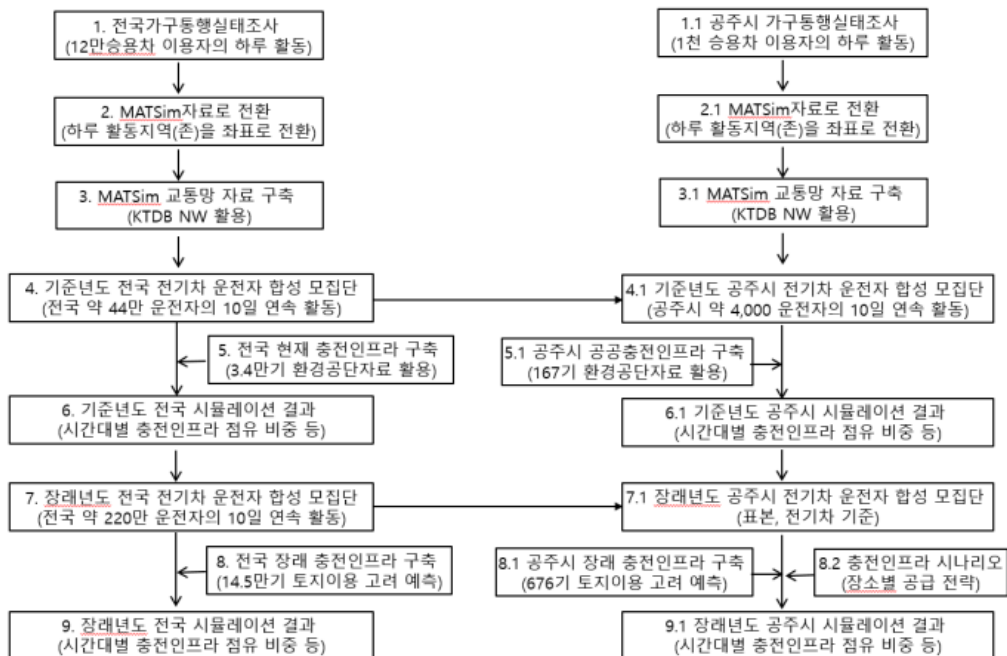 1. 전국가구통행실태조사
(12만승용차 이용자의 하루 활동)
2. MATSim자료로 전환
(하루 활동지역(존)을 좌표로 전환)
3. MATSim 교통망 자료 구축
(KTDB NW 활용)
4. 기준년도 전국 전기차 운전자 합성 모집단
(전국 약 44만 운전자의 10일 연속 활동)
5. 전국 현재 충전인프라 구축
(3.4만기 환경공단자료 활용)
6. 기준년도 전국 시뮬레이션 결과
(시간대별 충전인프라 점유 비중 등)
7. 장래년도 전국 전기차 운전자 합성 모집단
(전국 약 220만 운전자의 10일 연속 활동)
8. 전국 장래 충전인프라 구축
(14.5만기 토지이용 고려 예측)
9. 장래년도 전국 시뮬레이션 결과
(시간대별 충전인프라 점유 비중 등)
1.1 공주시 가구통행실태조사
(1천 승용차 이용자의 하루 활동)
2.1 MATSim자료로 전환
(하루 활동지역(존)을 좌표로 전환)
3.1 MATSim 교통망 자료 구축
(KTDB NW 활용)
4.1 기준년도 공주시 전기차 운전자 합성 모집단
(공주시 약 4,000 운전자의 10일 연속 활동)
5.1 공주시 공공충전인프라 구축
(167기 환경공단자료 활용)
6.1 기준년도 공주시 시뮬레이션 결과
(시간대별 충전인프라 점유 비중 등)
7.1 장래년도 공주시 전기차 운전자 합성 모집단
(표본, 전기차 기준)
8.1 공주시 장래 충전인프라 구축
(676기 토지이용 고려 예측)
8.2 충전인프라 시나리오
(장소별 공급 전략)
9.1 장래년도 공주시 시뮬레이션 결과
(시간대별 충전인프라 점유 비중 등)